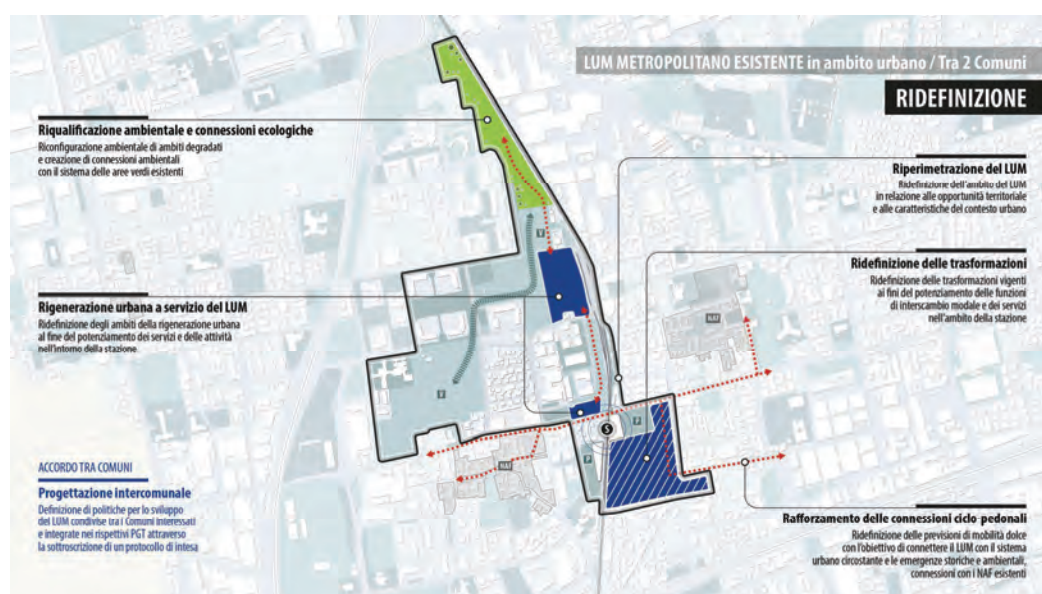 LUM METROPOLITANO ESISTENTE in ambito urbano / Tra 2 Comuni
RIDEFINIZIONE
Riqualificazione ambientale e connessioni ecologiche
Riconfigurazione ambientale di ambiti degradati
e creazione di connessioni ambientali
con il sistema delle aree verdi esistenti
Riperimetrazione del LUM
Ridefinizione dell'ambito del LUM
in relazione alle opportunità territoriale
e alle caratteristiche del contesto urbano
Ridefinizione delle trasformazioni
Ridefinizione delle trasformazioni vigenti
ai fini del potenziamento delle funzioni
di interscambio modale e dei servizi
nell'ambito della stazione
Rigenerazione urbana a servizio del LUM
Ridefinizione degli ambiti della rigenerazione urbana
al fine del potenziamento dei servizi e delle attività
nell'intorno della stazione
NAF
P
S
P
NAF
ACCORDO TRA COMUNI
Progettazione intercomunale
Definizione di politiche per lo sviluppo
del LUM condivise tra i Comuni interessati
e integrate nei rispettivi PGT attraverso
la sottroscrizione di un protocollo di intesa
Rafforzamento delle connessioni ciclo-pedonali
Ridefinizione delle previsioni di mobilità dolce
con l'obiettivo di connettere il LUM con il sistema
urbano circostante e le emergenze storiche e ambientali,
connessioni con i NAF esistenti